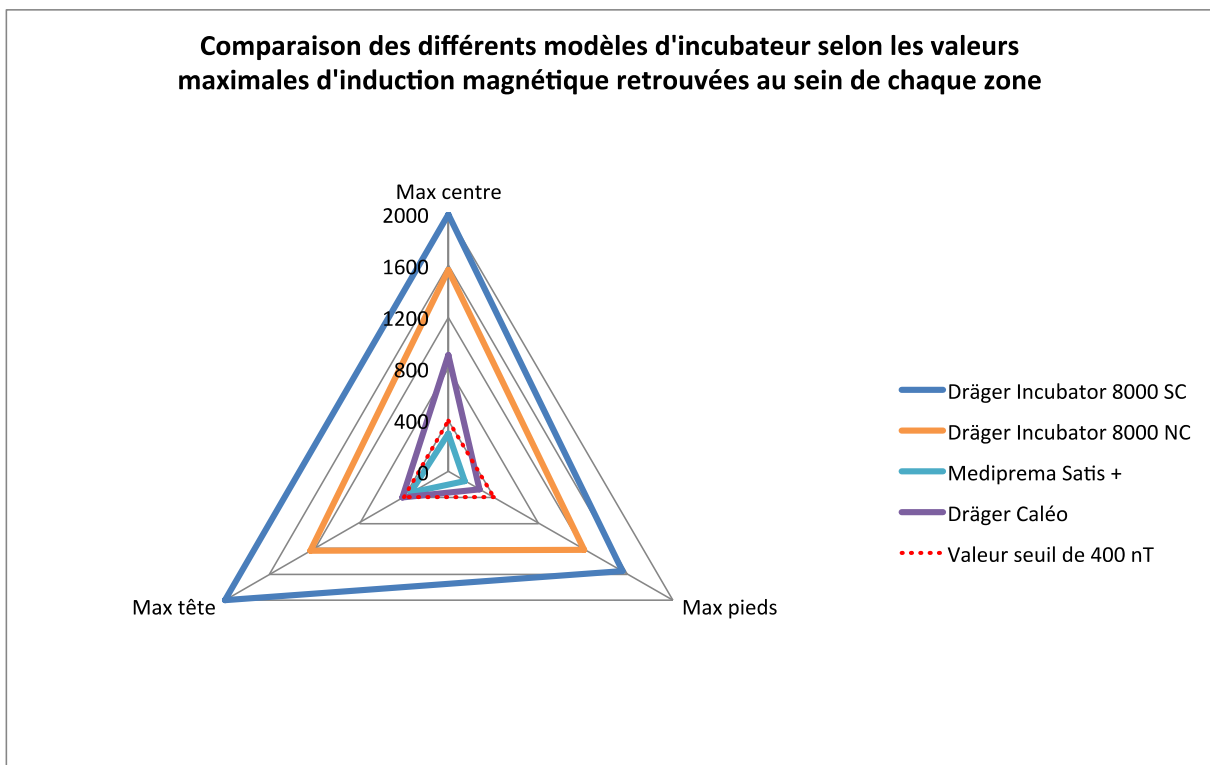 Comparaison des différents modèles d'incubateur selon les valeurs
maximales d'induction magnétique retrouvées au sein de chaque zone
Max centre
2000
1600
1200
800
400
0
Max tête
Max pieds
Dräger Incubator 8000 SC
Dräger Incubator 8000 NC
Mediprema Satis +
Dräger Caléo
Valeur seuil de 400 nT